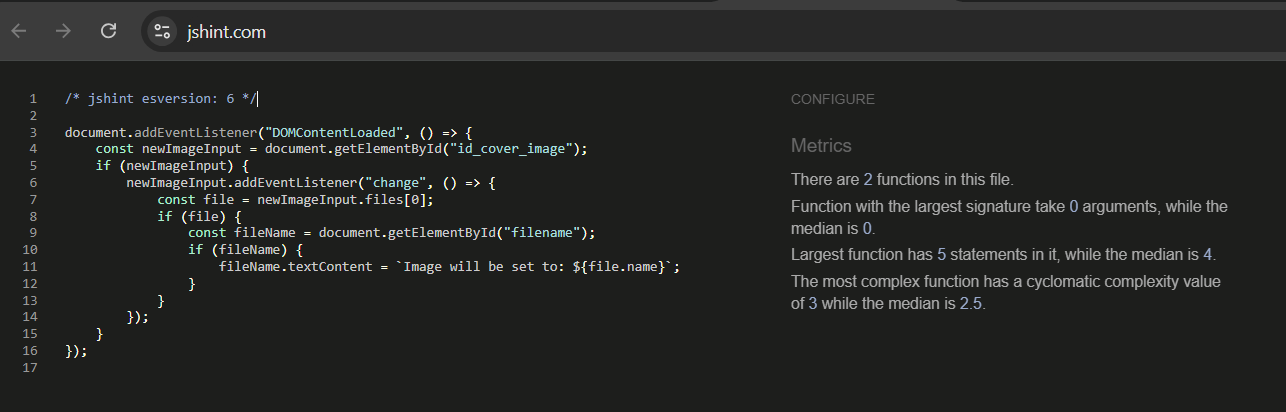 jshint.com
1 /* jshint esversion: 6 */
2
3 document.addEventListener("DOMContentLoaded", () => {
4     const newImageInput = document.getElementById("id_cover_image");
5     if (newImageInput) {
6         newImageInput.addEventListener("change", () => {
7             const file = newImageInput.files[0];
8             if (file) {
9                 const fileName = document.getElementById("filename");
10                 if (fileName) {
11                     fileName.textContent = `Image will be set to: ${file.name}`;
12                 }
13             }
14         });
15     }
16 });
17
CONFIGURE
Metrics
There are 2 functions in this file.
Function with the largest signature take 0 arguments, while the
median is 0.
Largest function has 5 statements in it, while the median is 4.
The most complex function has a cyclomatic complexity value
of 3 while the median is 2.5.